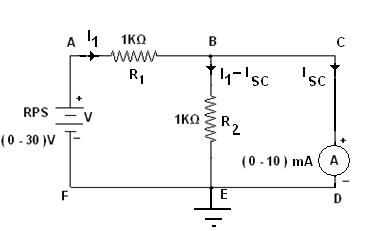 A I1 1KΩ B C
R1 I1-ISC ISC
RPS + V - 1KΩ R2 + A -
(0-30)V (0-10) mA
F E D